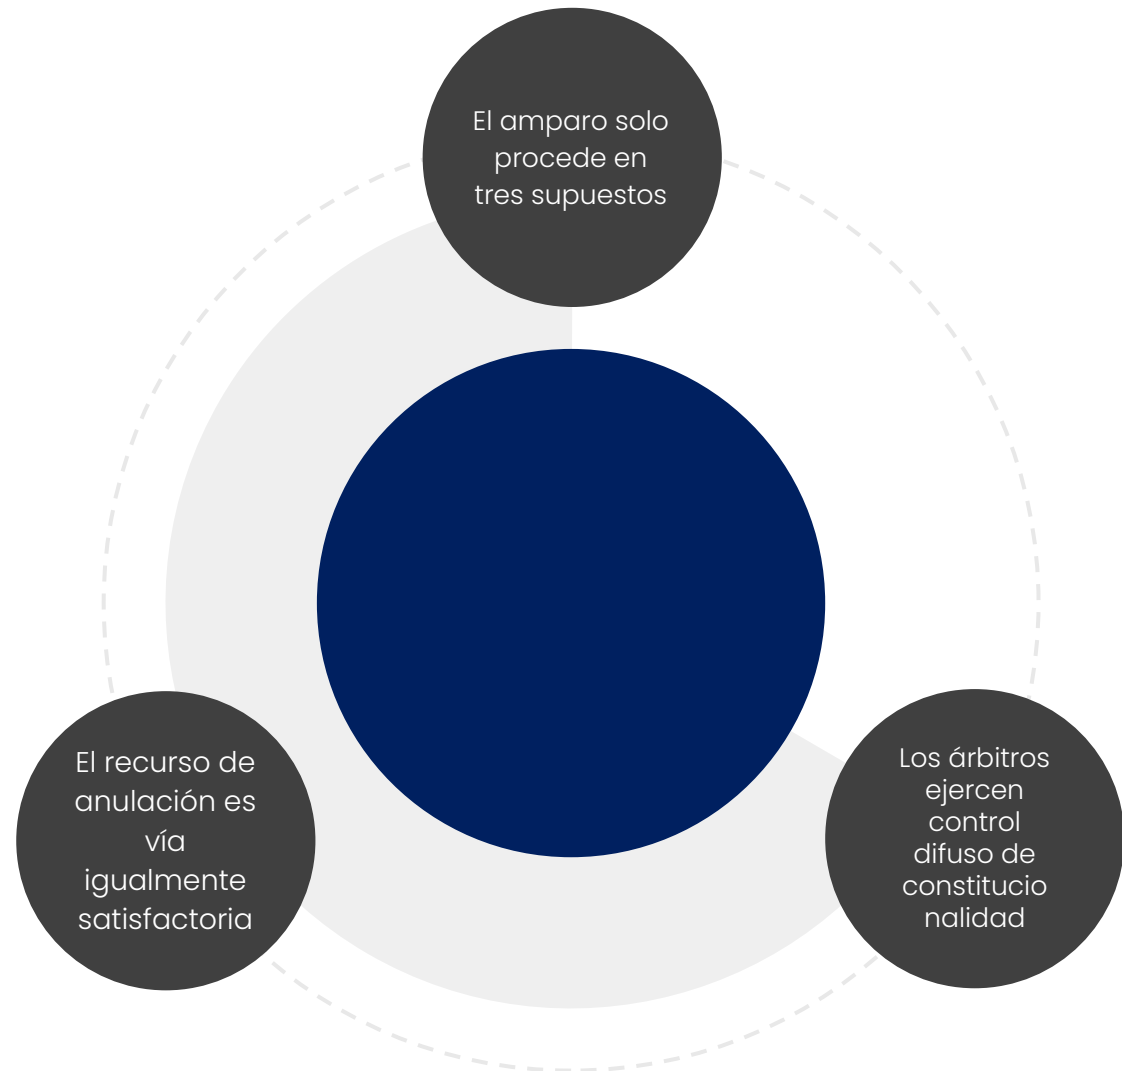 El amparo solo
procede en
tres supuestos
El recurso de
anulación es
vía
igualmente
satisfactoria
Los árbitros
ejercen
control
difuso de
constitucio
nalidad